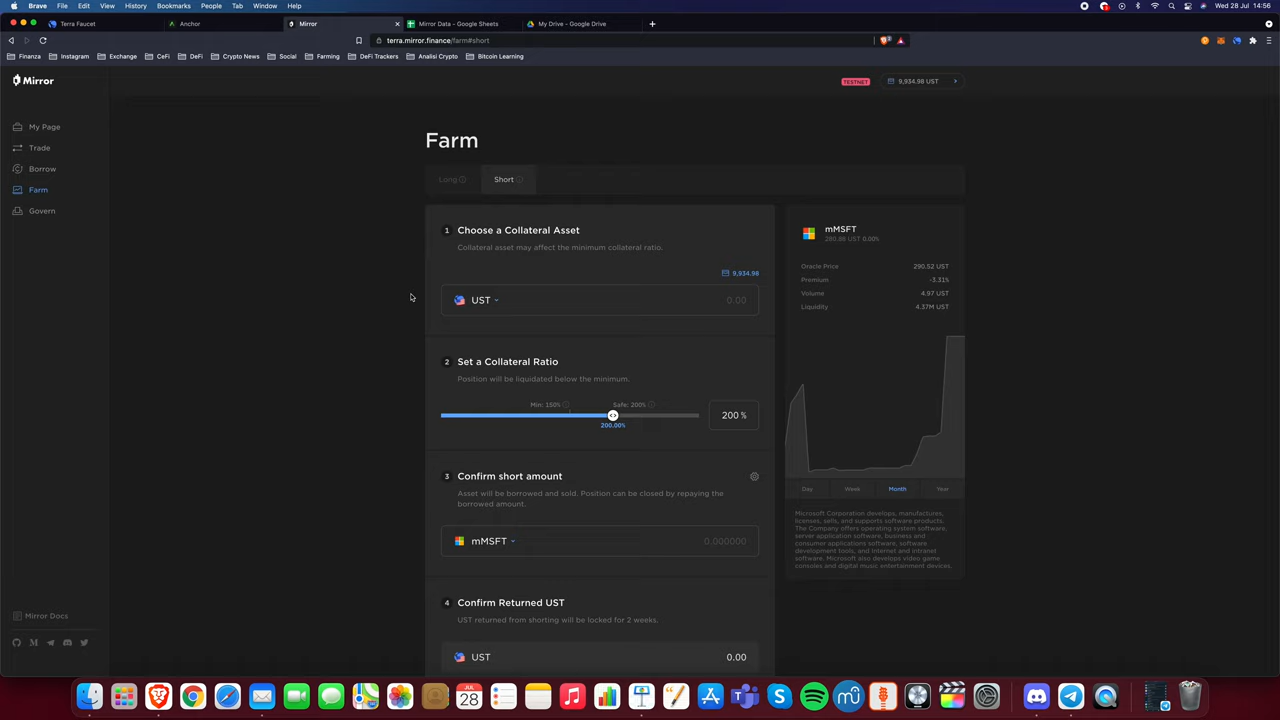 Brave File Edit View History Bookmarks People Tab Window Help
Wed 28 Jul 14:56
Terra Faucet
Anchor
Mirror
Mirror Data - Google Sheets
My Drive - Google Drive
terra.mirror.finance/farm#short
Finanza Instagram Exchange CeFi DeFi Crypto News Social Farming DeFi Trackers Analisi Crypto Bitcoin Learning
Mirror
TESTNET
9,934.98 UST
My Page
Trade
Borrow
Farm
Govern
Mirror Docs
Farm
Long
Short
1 Choose a Collateral Asset
Collateral asset may affect the minimum collateral ratio.
9,934.98
UST
0.00
2 Set a Collateral Ratio
Position will be liquidated below the minimum.
Min: 150%
Safe: 200%
200 %
200.00%
3 Confirm short amount
Asset will be borrowed and sold. Position can be closed by repaying the
borrowed amount.
mMSFT
0.000000
4 Confirm Returned UST
UST returned from shorting will be locked for 2 weeks.
UST
0.00
mMSFT
280.88 UST 0.00%
Oracle Price 290.52 UST
Premium -3.31%
Volume 4.97 UST
Liquidity 4.37M UST
Day Week Month Year
Microsoft Corporation develops, manufactures,
licenses, sells, and supports software products.
The Company offers operating system software,
server application software, business and
consumer applications software, software
development tools, and Internet and intranet
software. Microsoft also develops video game
consoles and digital music entertainment devices.
JUL
28